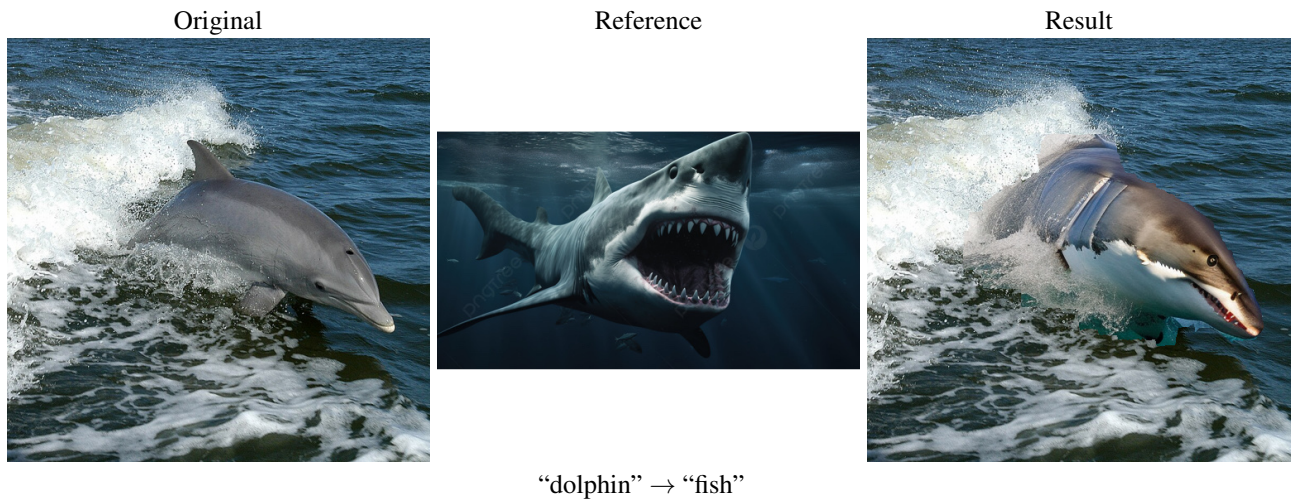 Original
Reference
Result
“dolphin” → “fish”